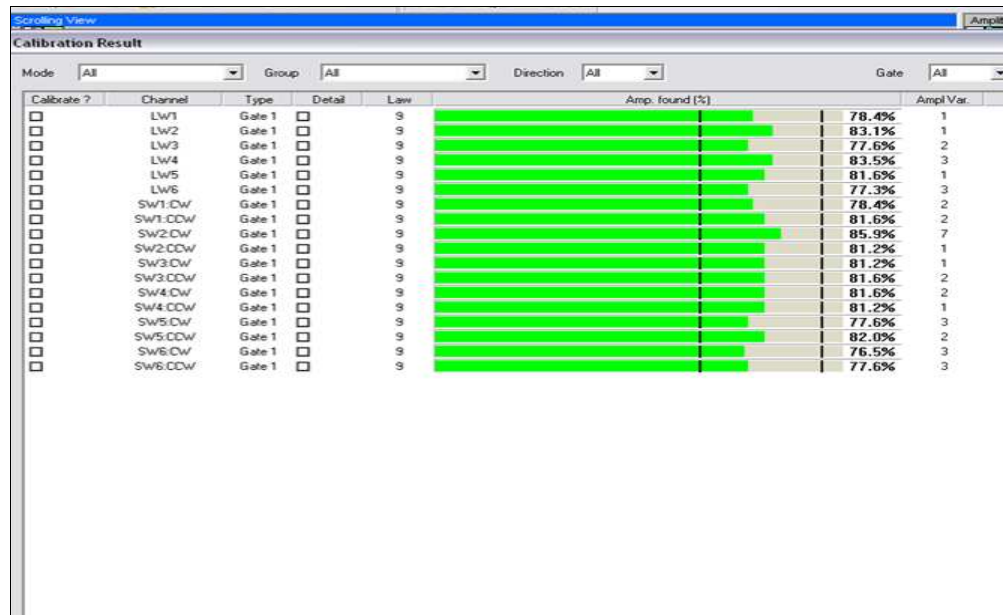 Scrolling View Amplit
Calibration Result
Mode All Group All Direction All Gate All
Calibrate ? Channel Type Detail Law Amp. found (%) Ampl Var.
LW1 Gate 1 9 78.4% 1
LW2 Gate 1 9 83.1% 1
LW3 Gate 1 9 77.6% 2
LW4 Gate 1 9 83.5% 3
LW5 Gate 1 9 81.6% 1
LW6 Gate 1 9 77.3% 3
SW1:CW Gate 1 9 78.4% 2
SW1:CCW Gate 1 9 81.6% 2
SW2:CW Gate 1 9 85.9% 7
SW2:CCW Gate 1 9 81.2% 1
SW3:CW Gate 1 9 81.2% 1
SW3:CCW Gate 1 9 81.6% 2
SW4:CW Gate 1 9 81.6% 2
SW4:CCW Gate 1 9 81.2% 1
SW5:CW Gate 1 9 77.6% 3
SW5:CCW Gate 1 9 82.0% 2
SW6:CW Gate 1 9 76.5% 3
SW6:CCW Gate 1 9 77.6% 3